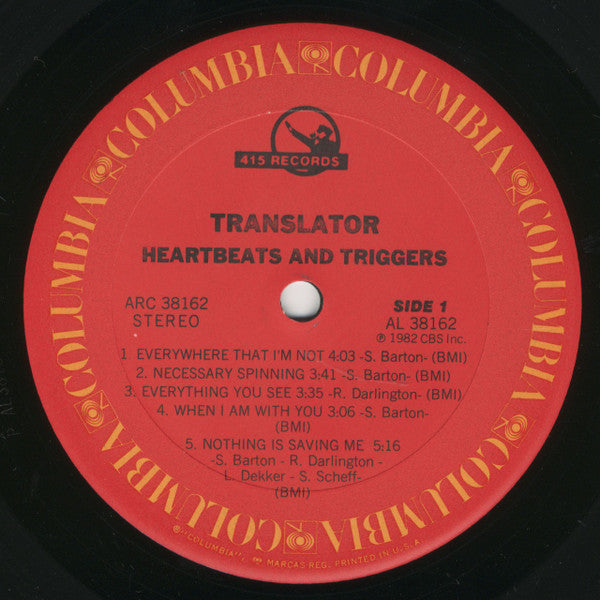 COLUMBIA COLUMBIA COLUMBIA COLUMBIA COLUMBIA COLUMBIA
415 RECORDS
TRANSLATOR
HEARTBEATS AND TRIGGERS
ARC 38162
STEREO
SIDE 1
AL 38162
℗ 1982 CBS Inc.
1 EVERYWHERE THAT I'M NOT 4:03 -S. Barton- (BMI)
2. NECESSARY SPINNING 3:41 -S. Barton- (BMI)
3. EVERYTHING YOU SEE 3:35 -R. Darlington- (BMI)
4. WHEN I AM WITH YOU 3:06 -S. Barton-
(BMI)
5. NOTHING IS SAVING ME 5:16
-S. Barton - R. Darlington -
L. Dekker - S. Scheff-
(BMI)
"COLUMBIA", MARCAS REG. PRINTED IN U.S.A.